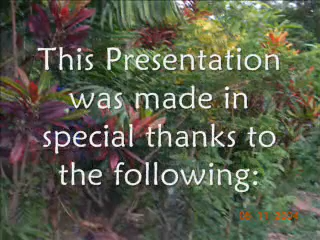 This Presentation
was made in
special thanks to
the following: